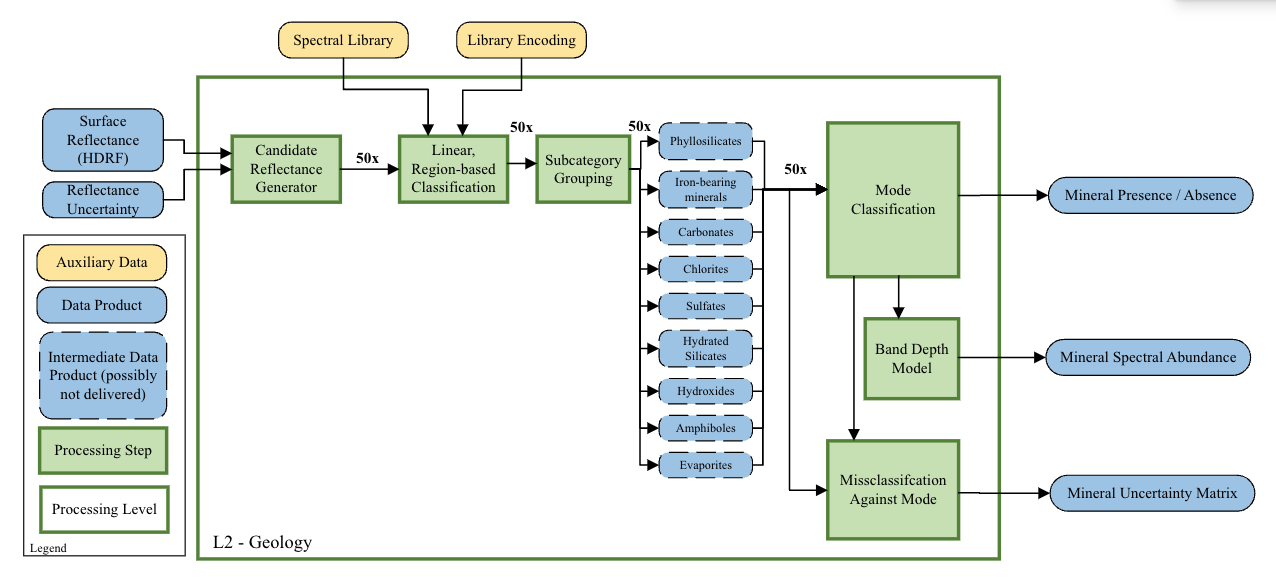 Spectral Library
Library Encoding
Surface
Reflectance
(HDRF)
Reflectance
Uncertainty
Candidate
Reflectance
Generator
50x
Linear,
Region-based
Classification
50x
Subcategory
Grouping
50x
Phyllosilicates
Iron-bearing
minerals
Carbonates
Chlorites
Sulfates
Hydrated
Silicates
Hydroxides
Amphiboles
Evaporites
50x
Mode
Classification
Band Depth
Model
Missclassifcation
Against Mode
Mineral Presence / Absence
Mineral Spectral Abundance
Mineral Uncertainty Matrix
Auxiliary Data
Data Product
Intermediate Data
Product (possibly
not delivered)
Processing Step
Processing Level
Legend
L2 - Geology